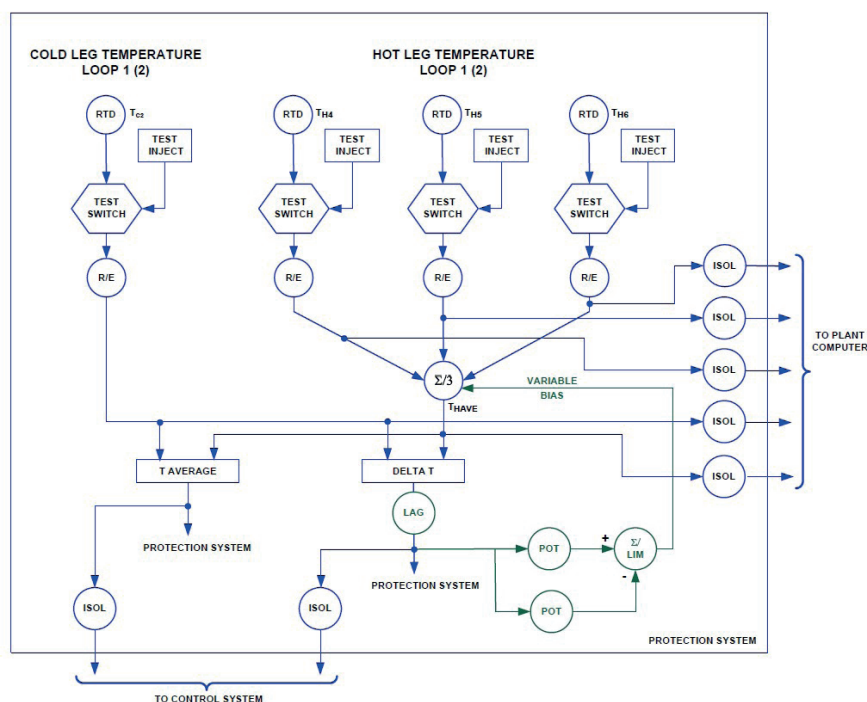 COLD LEG TEMPERATURE
LOOP 1 (2)
HOT LEG TEMPERATURE
LOOP 1 (2)
RTD
Tc2
RTD
TH4
RTD
TH5
RTD
TH6
TEST
INJECT
TEST
INJECT
TEST
INJECT
TEST
INJECT
TEST
SWITCH
TEST
SWITCH
TEST
SWITCH
TEST
SWITCH
R/E
R/E
R/E
R/E
ISOL
ISOL
ISOL
ISOL
ISOL
TO PLANT
COMPUTER
Σ/3
VARIABLE
BIAS
THAVE
T AVERAGE
DELTA T
LAG
PROTECTION SYSTEM
PROTECTION SYSTEM
POT
+
Σ/
LIM
-
POT
ISOL
ISOL
PROTECTION SYSTEM
TO CONTROL SYSTEM